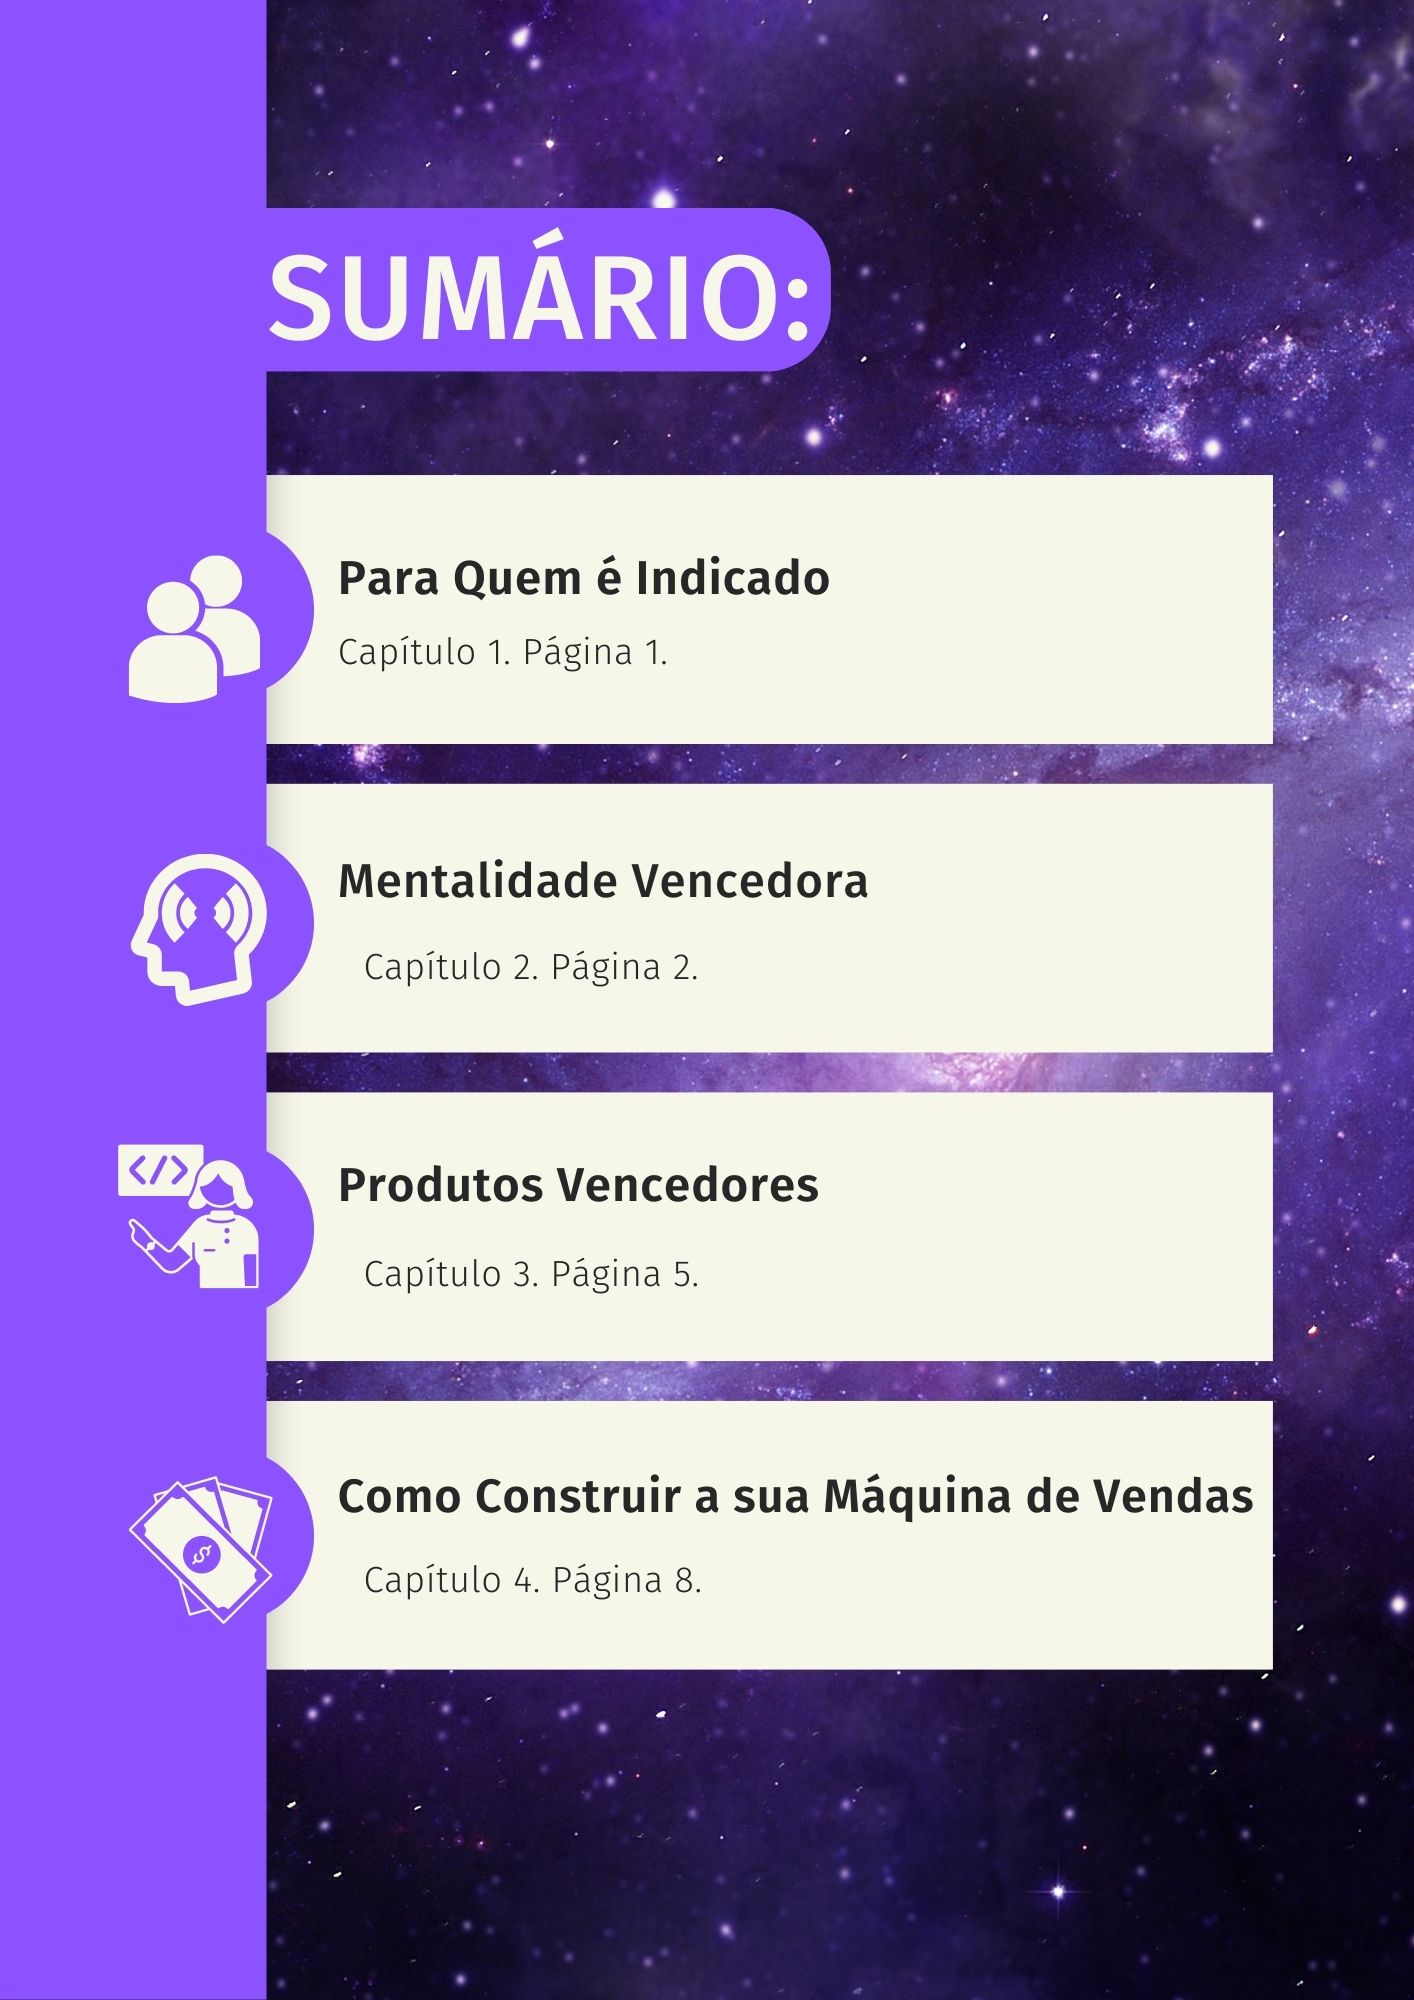 SUMÁRIO:
Para Quem é Indicado
Capítulo 1. Página 1.
Mentalidade Vencedora
Capítulo 2. Página 2.
</>
Produtos Vencedores
Capítulo 3. Página 5.
Como Construir a sua Máquina de Vendas
$
Capítulo 4. Página 8.